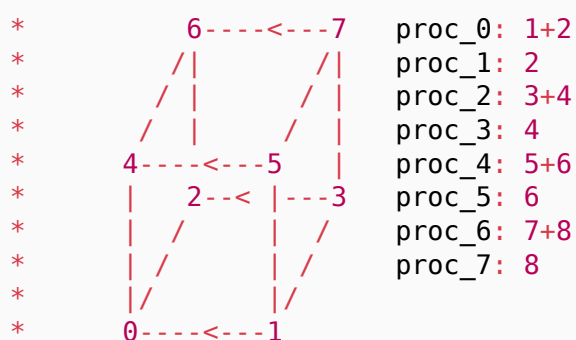 *          6----<---7   proc_0: 1+2
*         /|       /|   proc_1: 2
*        / |      / |   proc_2: 3+4
*       /  |     /  |   proc_3: 4
*      4----<---5   |   proc_4: 5+6
*      |   2--< |---3   proc_5: 6
*      |  /     |  /    proc_6: 7+8
*      | /      | /     proc_7: 8
*      |/       |/
*      0----<---1